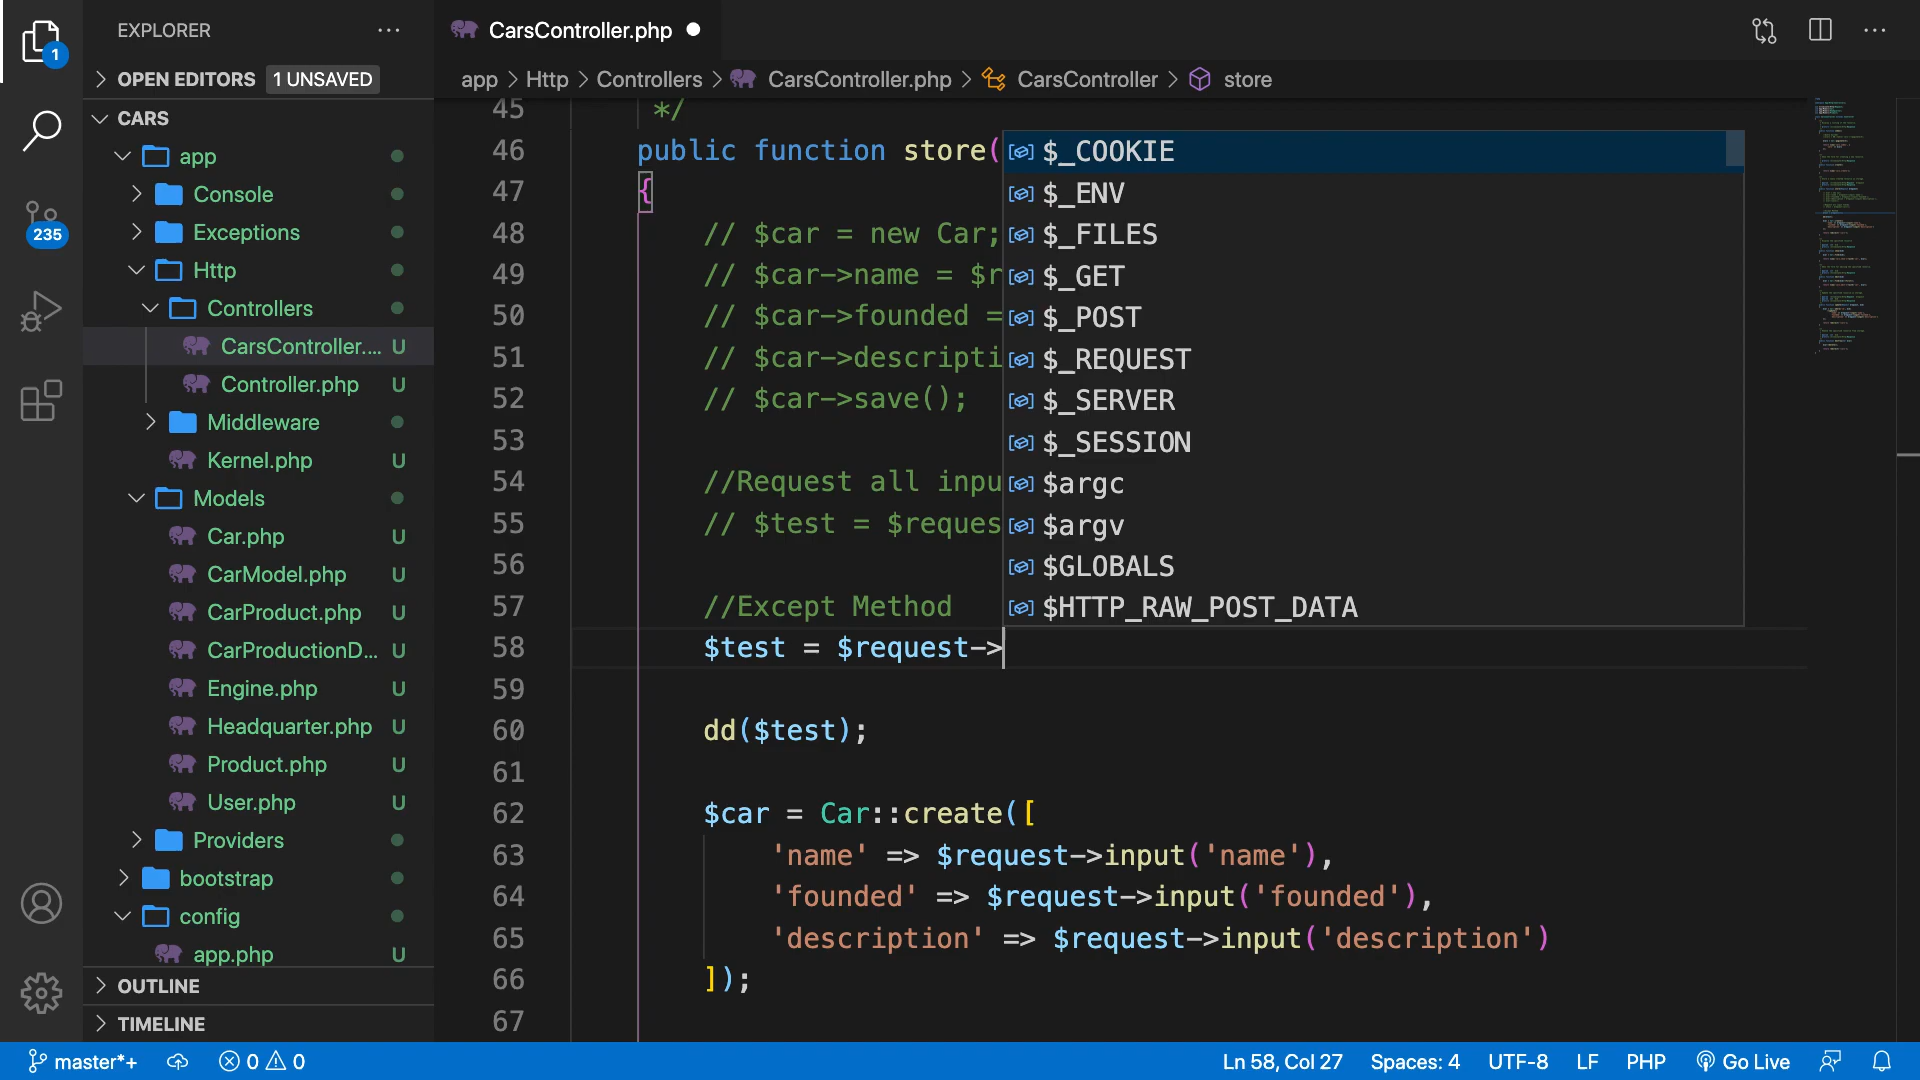 EXPLORER
CarsController.php
1
OPEN EDITORS 1 UNSAVED
app > Http > Controllers > CarsController.php > CarsController > store
CARS
app
Console
Exceptions
Http
Controllers
CarsController.... U
Controller.php U
Middleware
Kernel.php U
Models
Car.php U
CarModel.php U
CarProduct.php U
CarProductionD... U
Engine.php U
Headquarter.php U
Product.php U
User.php U
Providers
bootstrap
config
app.php U
OUTLINE
TIMELINE
235
45 */
46 public function store(
47 {
48 // $car = new Car;
49 // $car->name = $r
50 // $car->founded =
51 // $car->descripti
52 // $car->save();
53
54 //Request all inpu
55 // $test = $reques
56
57 //Except Method
58 $test = $request->
59
60 dd($test);
61
62 $car = Car::create([
63 'name' => $request->input('name'),
64 'founded' => $request->input('founded'),
65 'description' => $request->input('description')
66 ]);
67
$_COOKIE
$_ENV
$_FILES
$_GET
$_POST
$_REQUEST
$_SERVER
$_SESSION
$argc
$argv
$GLOBALS
$HTTP_RAW_POST_DATA
master*+ 0 0 Ln 58, Col 27 Spaces: 4 UTF-8 LF PHP Go Live